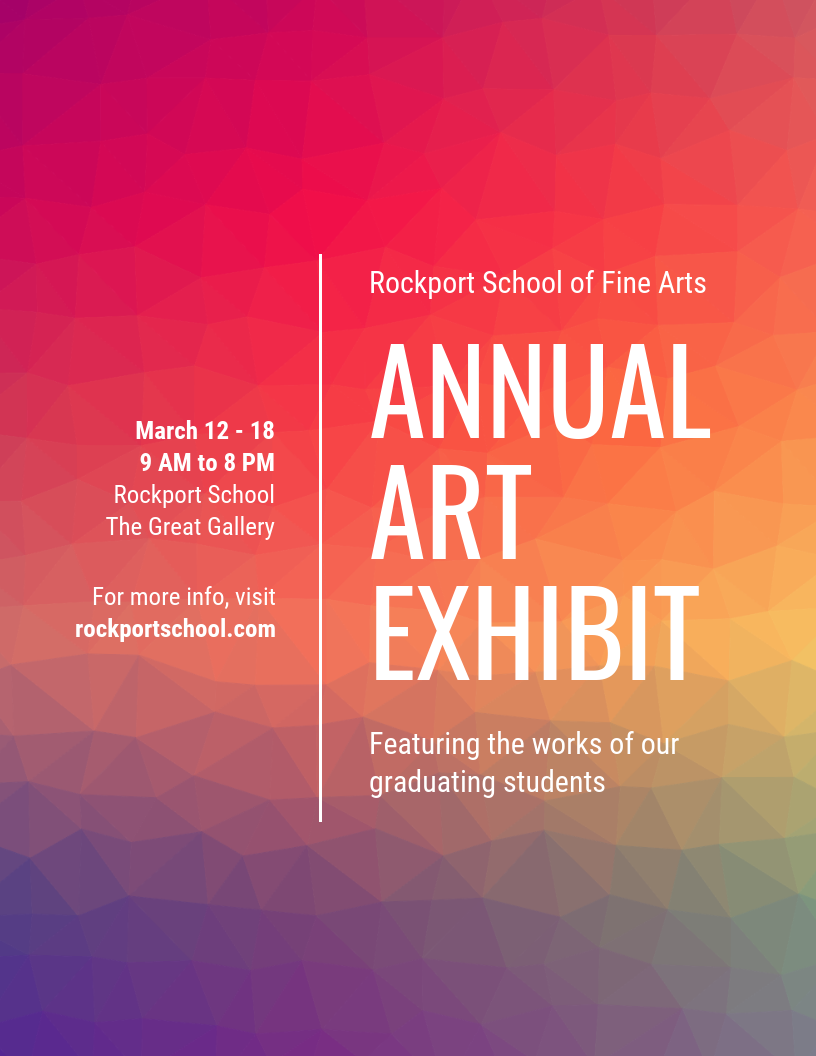 Rockport School of Fine Arts
ANNUAL
ART
EXHIBIT
Featuring the works of our
graduating students
March 12 - 18
9 AM to 8 PM
Rockport School
The Great Gallery
For more info, visit
rockportschool.com